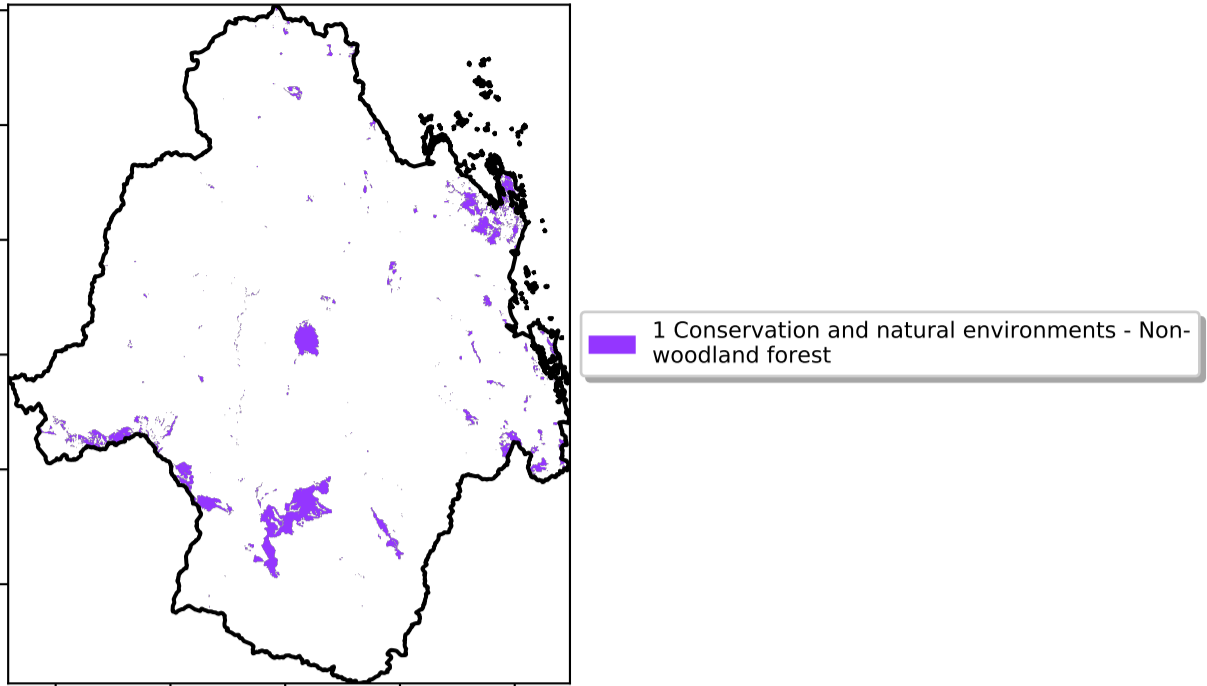 1 Conservation and natural environments - Non-
woodland forest